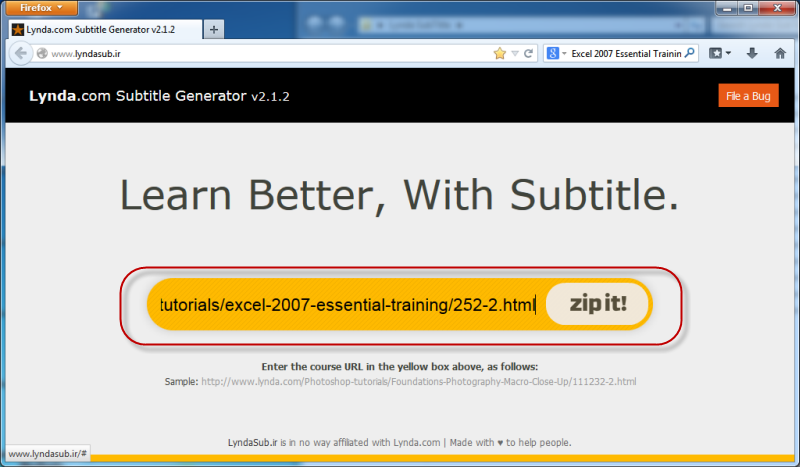 Firefox
Lynda.com Subtitle Generator v2.1.2
www.lyndasub.ir
Excel 2007 Essential Trainin
Lynda.com Subtitle Generator v2.1.2
File a Bug
Learn Better, With Subtitle.
tutorials/excel-2007-essential-training/252-2.html
zip it!
Enter the course URL in the yellow box above, as follows:
Sample: http://www.lynda.com/Photoshop-tutorials/Foundations-Photography-Macro-Close-Up/111232-2.html
LyndaSub.ir is in no way affiliated with Lynda.com | Made with ♥ to help people.
www.lyndasub.ir/#